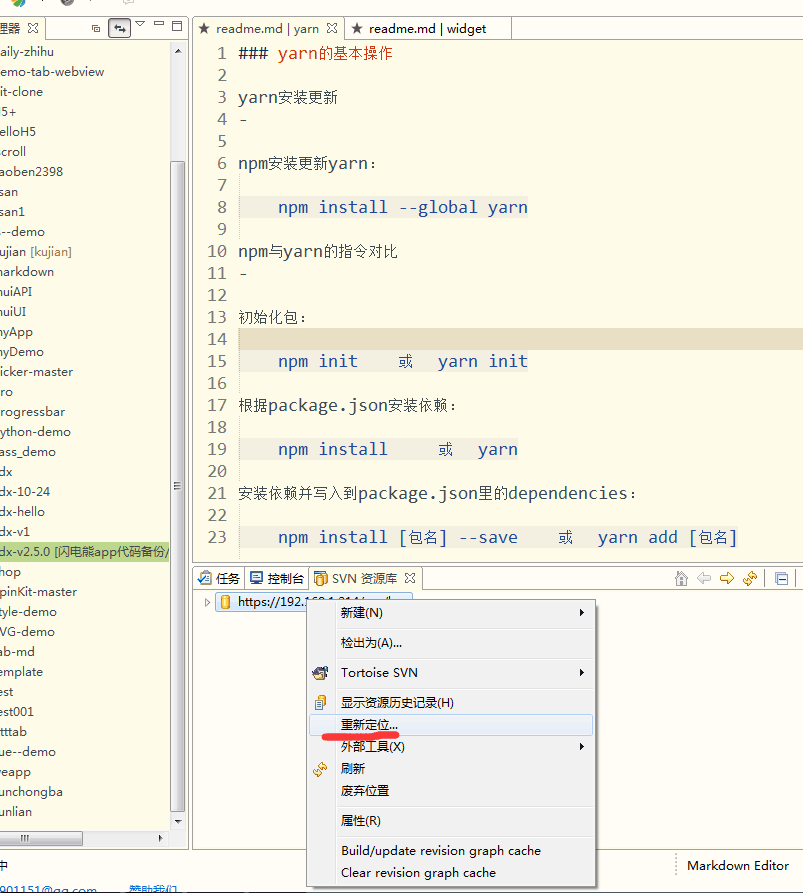 理器
readme.md | yarn
readme.md | widget
aily-zhihu
emo-tab-webview
it-clone
5+
elloH5
croll
aoben2398
san
san1
--demo
ujian [kujian]
arkdown
uiAPI
uiUI
yApp
yDemo
icker-master
ro
rogressbar
ython-demo
ass_demo
dx
dx-10-24
dx-hello
dx-v1
dx-v2.5.0 [闪电能app代码备份/
hop
pinKit-master
tyle-demo
VG-demo
ab-md
emplate
est
est001
tttab
ue--demo
eapp
unchongba
unlian
1 ### yarn的基本操作
2
3 yarn安装更新
4 -
5
6 npm安装更新yarn：
7
8 npm install --global yarn
9
10 npm与yarn的指令对比
11 -
12
13 初始化包：
14
15 npm init 或 yarn init
16
17 根据package.json安装依赖：
18
19 npm install 或 yarn
20
21 安装依赖并写入到package.json里的dependencies：
22
23 npm install [包名] --save 或 yarn add [包名]
任务
控制台
SVN 资源库
https://192.168.1.214/
新建(N)
检出为(A)...
Tortoise SVN
显示资源历史记录(H)
重新定位...
外部工具(X)
刷新
废弃位置
属性(R)
Build/update revision graph cache
Clear revision graph cache
中
Markdown Editor
901151@qq.com
赞助我们